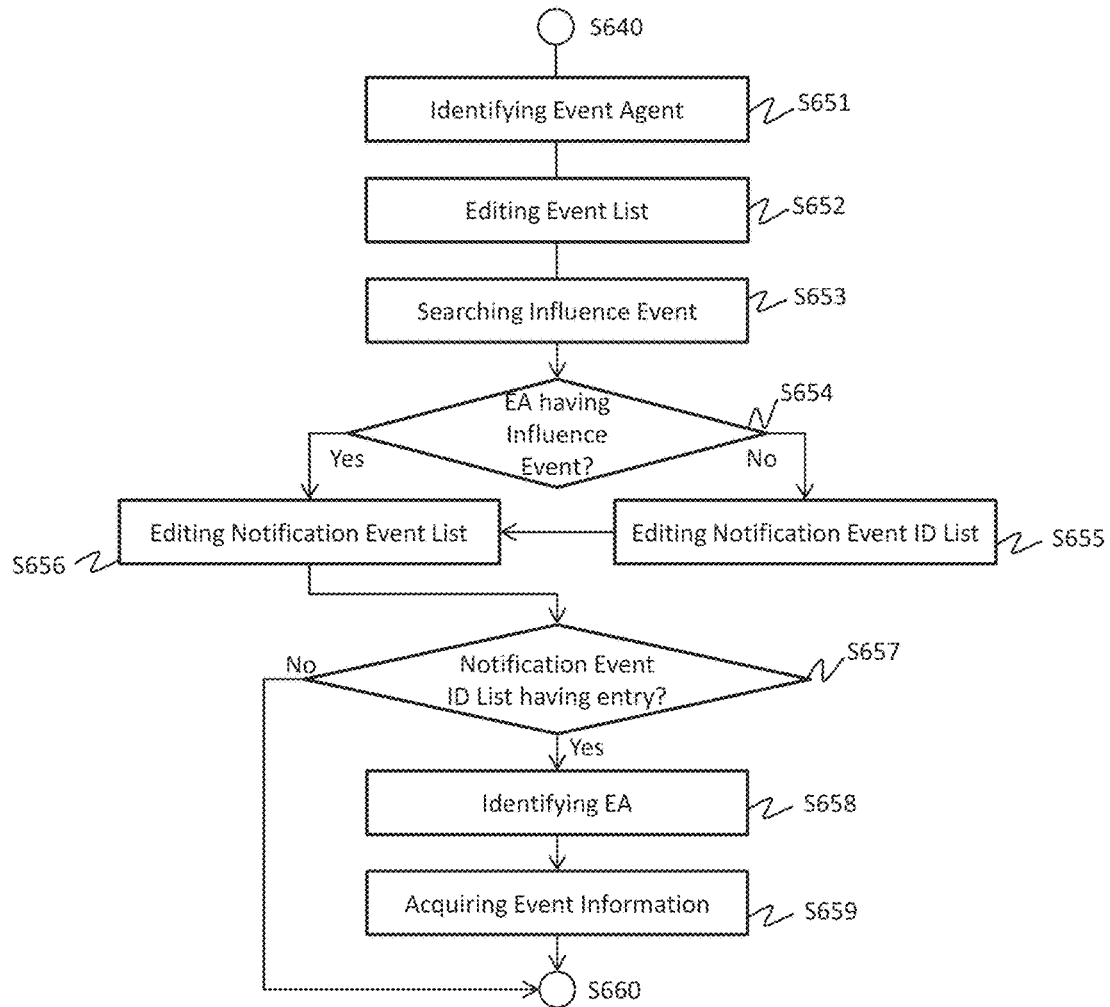 S640
Identifying Event Agent
S651
Editing Event List
S652
Searching Influence Event
S653
EA having
Influence
Event?
S654
Yes
No
Editing Notification Event List
S656
Editing Notification Event ID List
S655
Notification Event
ID List having entry?
S657
No
Yes
Identifying EA
S658
Acquiring Event Information
S659
S660